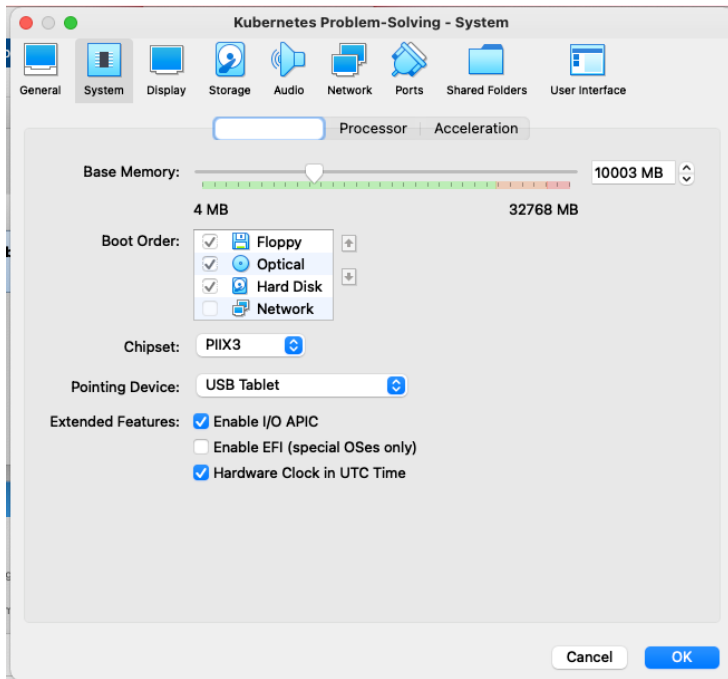 Kubernetes Problem-Solving - System
General System Display Storage Audio Network Ports Shared Folders User Interface
Processor Acceleration
Base Memory: 10003 MB
4 MB 32768 MB
Boot Order: Floppy
Optical
Hard Disk
Network
Chipset: PIIX3
Pointing Device: USB Tablet
Extended Features: Enable I/O APIC
Enable EFI (special OSes only)
Hardware Clock in UTC Time
Cancel OK